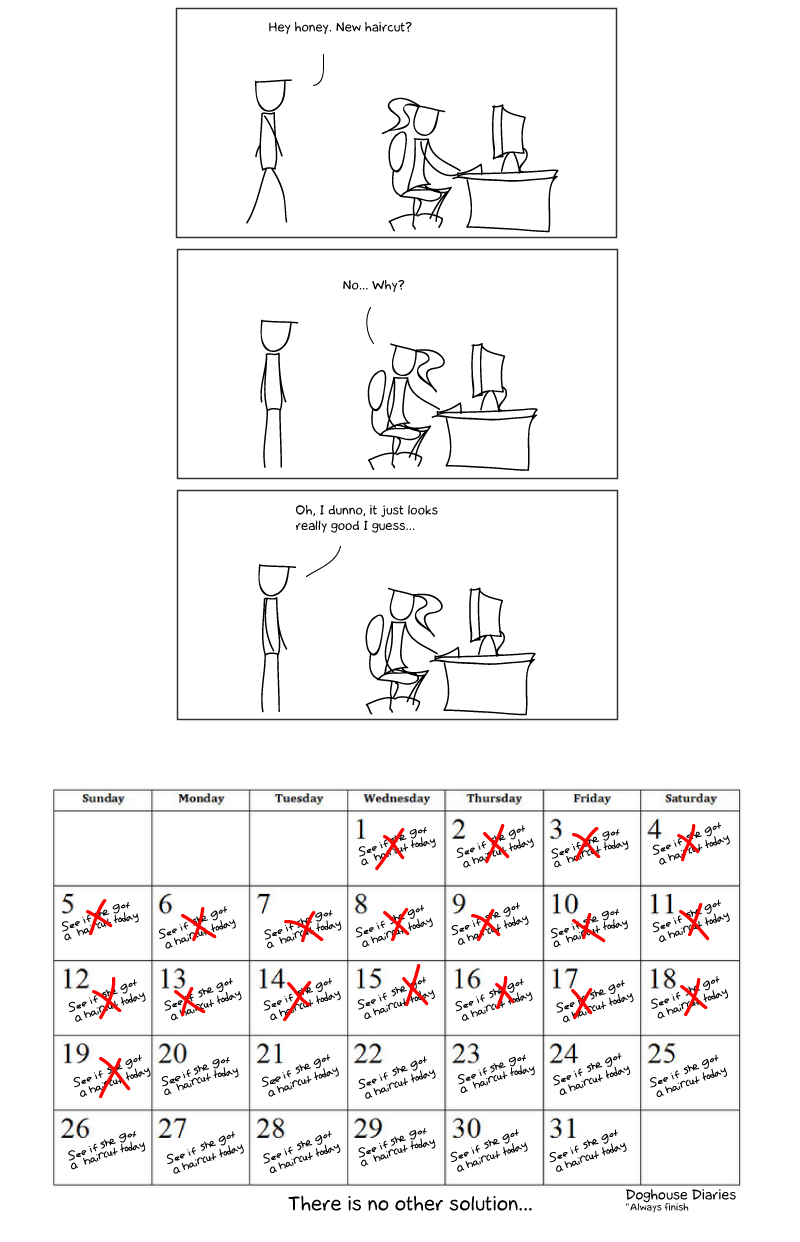 Hey honey. New haircut?
No... Why?
Oh, I dunno, it just looks
really good I guess...
Sunday Monday Tuesday Wednesday Thursday Friday Saturday
1
See if she got
a haircut today
2
See if she got
a haircut today
3
See if she got
a haircut today
4
See if she got
a haircut today
5
See if she got
a haircut today
6
See if she got
a haircut today
7
See if she got
a haircut today
8
See if she got
a haircut today
9
See if she got
a haircut today
10
See if she got
a haircut today
11
See if she got
a haircut today
12
See if she got
a haircut today
13
See if she got
a haircut today
14
See if she got
a haircut today
15
See if she got
a haircut today
16
See if she got
a haircut today
17
See if she got
a haircut today
18
See if she got
a haircut today
19
See if she got
a haircut today
20
See if she got
a haircut today
21
See if she got
a haircut today
22
See if she got
a haircut today
23
See if she got
a haircut today
24
See if she got
a haircut today
25
See if she got
a haircut today
26
See if she got
a haircut today
27
See if she got
a haircut today
28
See if she got
a haircut today
29
See if she got
a haircut today
30
See if she got
a haircut today
31
See if she got
a haircut today
There is no other solution...
Doghouse Diaries
"Always finish